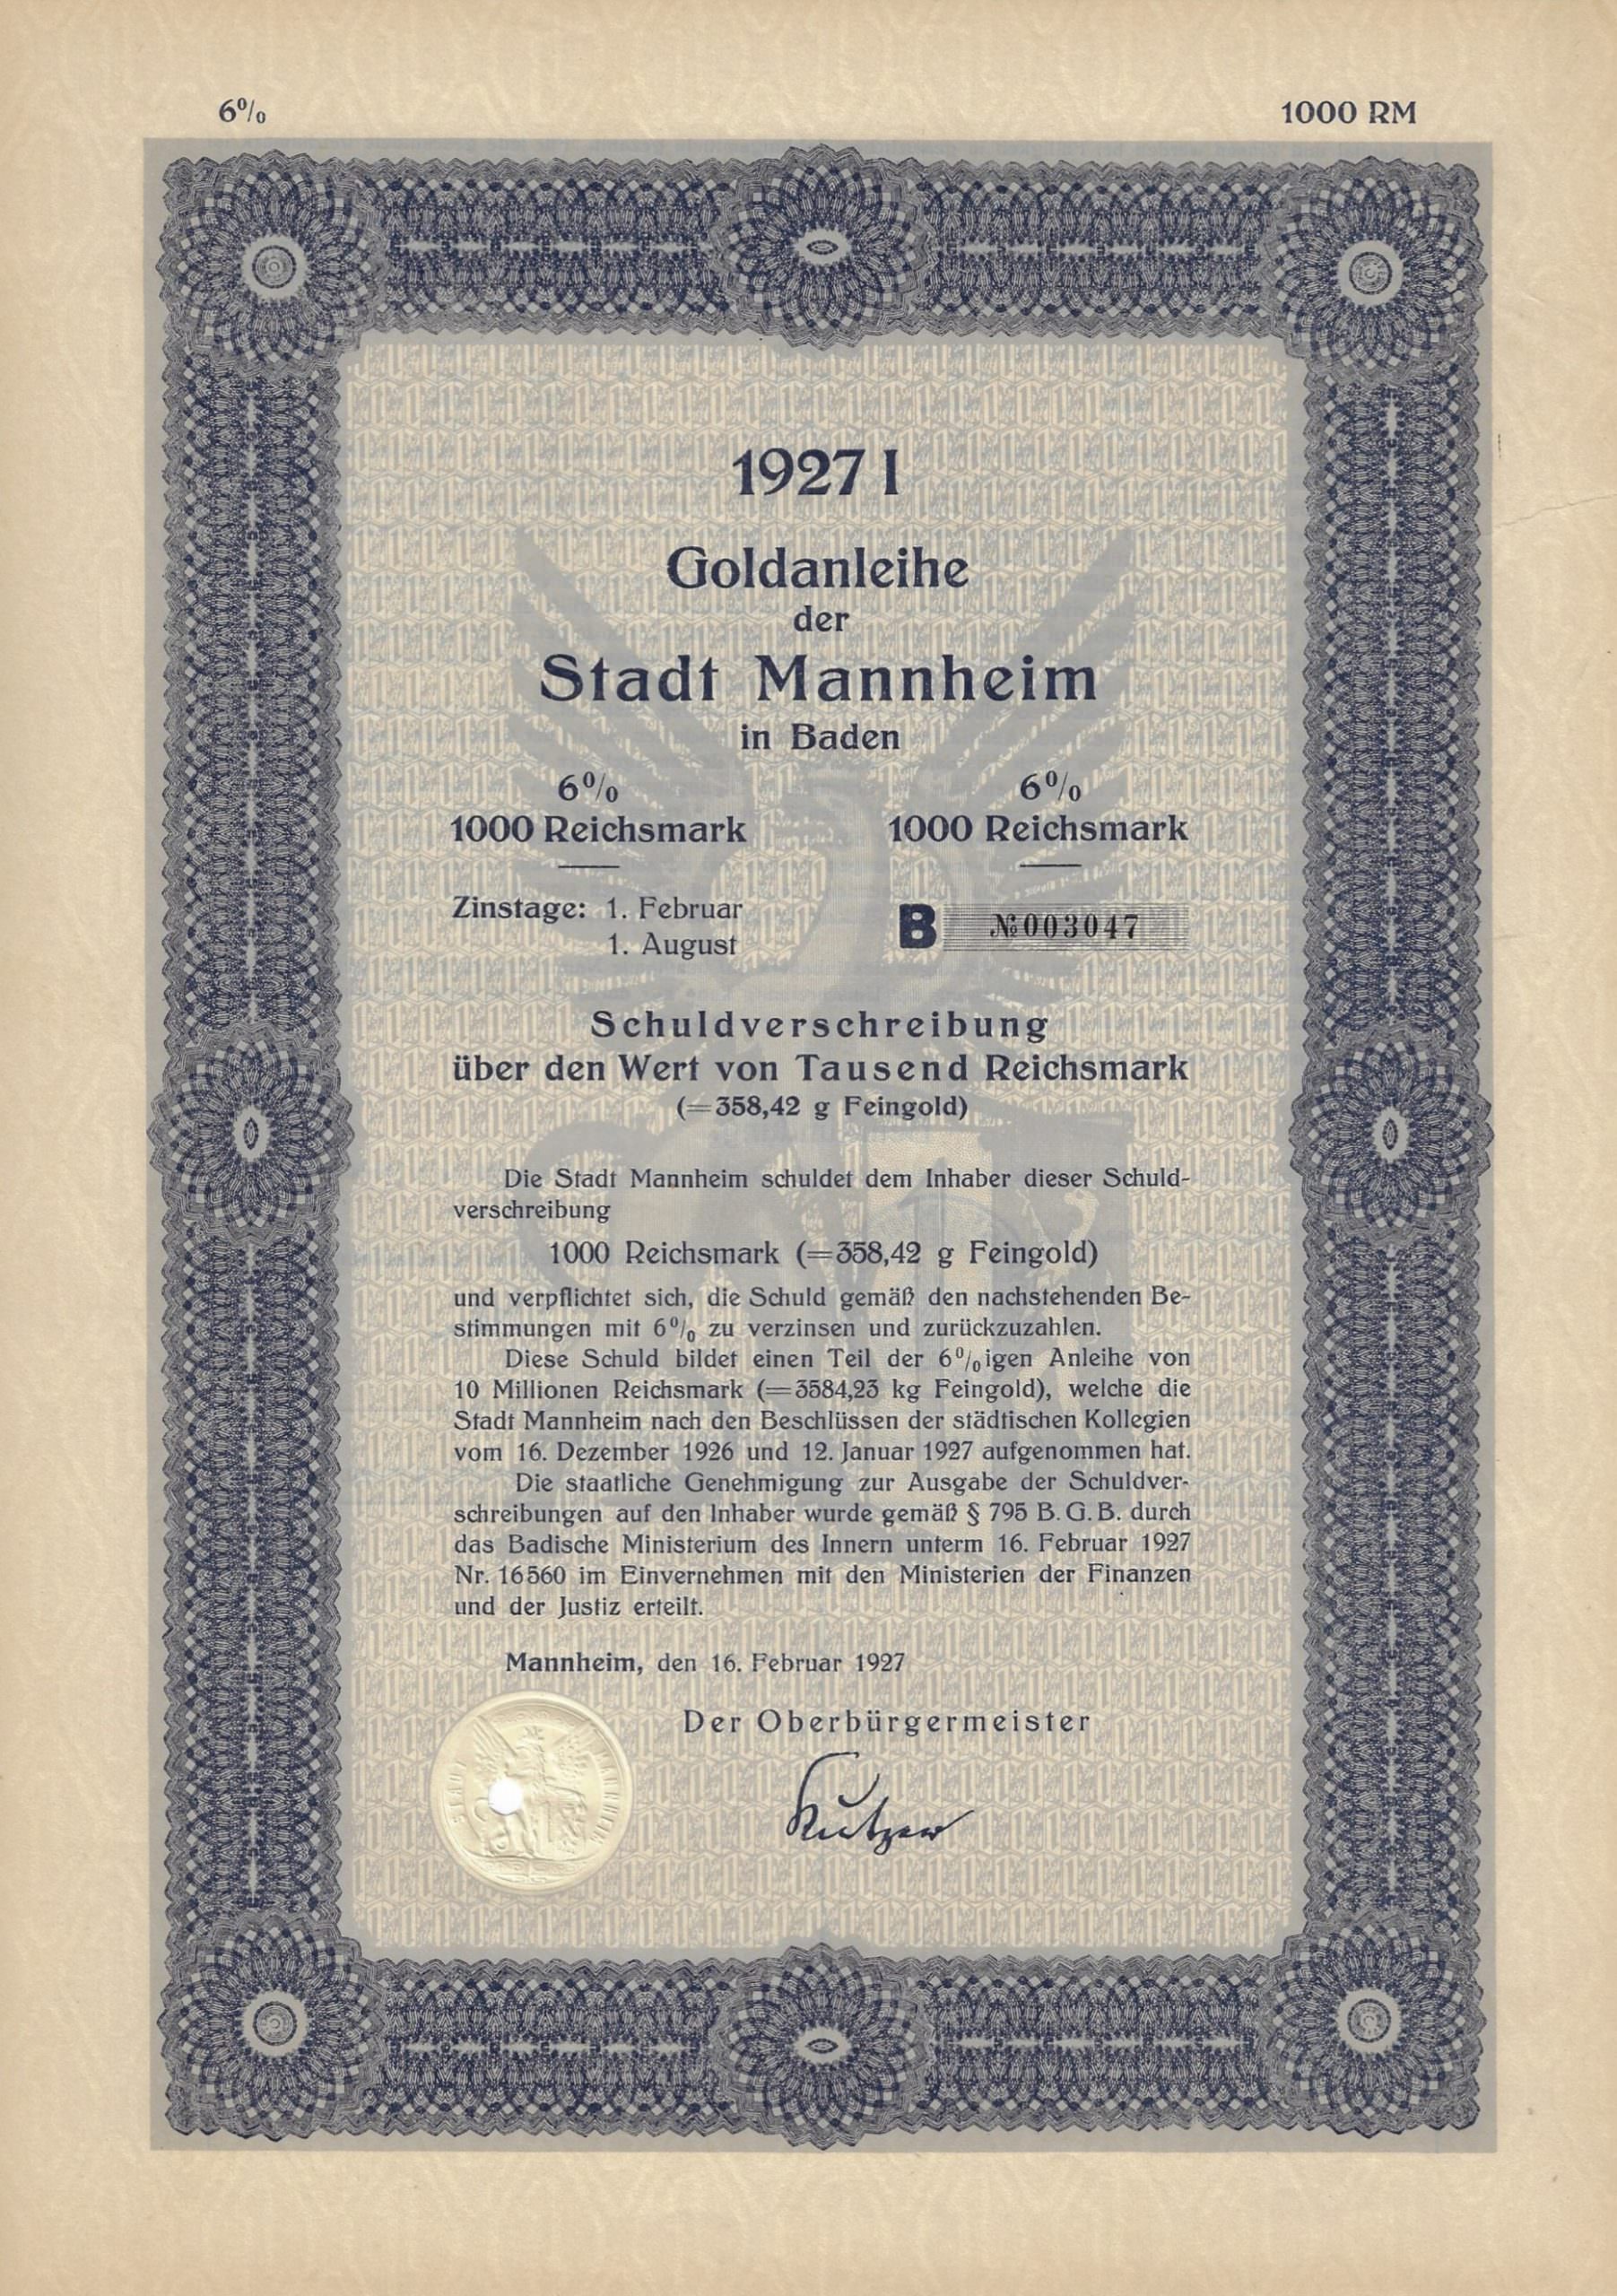 6% 1000 RM
1927 I
Goldanleihe
der
Stadt Mannheim
in Baden
6% 6%
1000 Reichsmark 1000 Reichsmark
Zinstage: 1. Februar
1. August
B № 003047
Schuldverschreibung
über den Wert von Tausend Reichsmark
(=358,42 g Feingold)
Die Stadt Mannheim schuldet dem Inhaber dieser Schuld-
verschreibung
1000 Reichsmark (=358,42 g Feingold)
und verpflichtet sich, die Schuld gemäß den nachstehenden Be-
stimmungen mit 6% zu verzinsen und zurückzuzahlen.
Diese Schuld bildet einen Teil der 6%igen Anleihe von
10 Millionen Reichsmark (=3584,23 kg Feingold), welche die
Stadt Mannheim nach den Beschlüssen der städtischen Kollegien
vom 16. Dezember 1926 und 12. Januar 1927 aufgenommen hat.
Die staatliche Genehmigung zur Ausgabe der Schuldver-
schreibungen auf den Inhaber wurde gemäß § 795 B. G. B. durch
das Badische Ministerium des Innern unterm 16. Februar 1927
Nr. 16560 im Einvernehmen mit den Ministerien der Finanzen
und der Justiz erteilt.
Mannheim, den 16. Februar 1927
Der Oberbürgermeister
Kutzer
STADT MANNHEIM